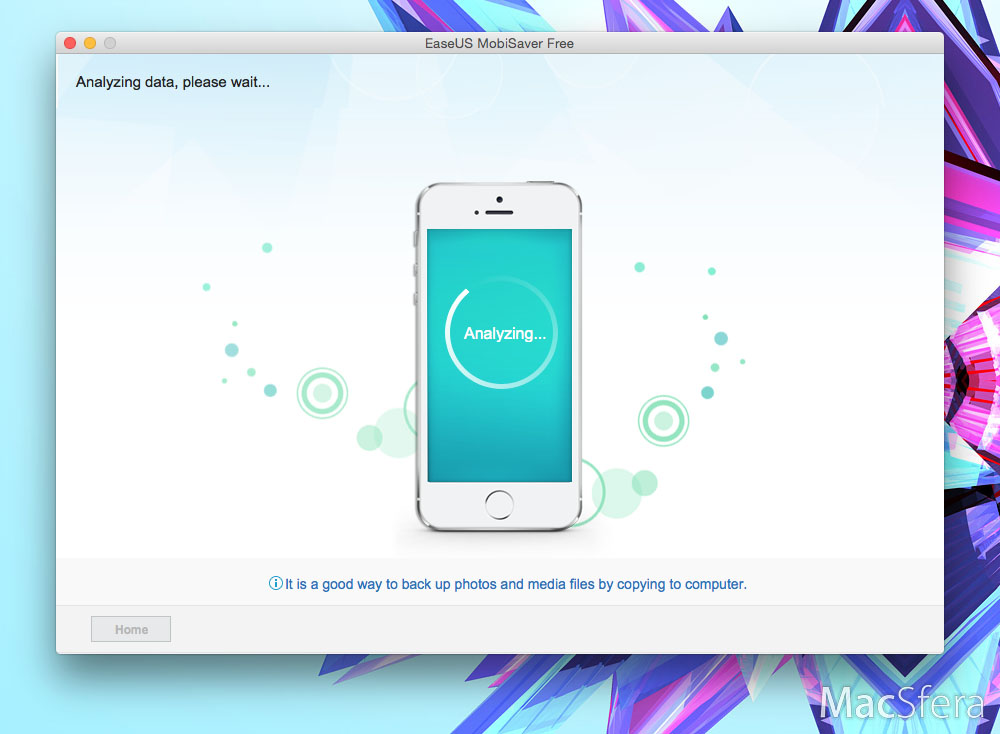 EaseUS MobiSaver Free
Analyzing data, please wait...
Analyzing...
It is a good way to back up photos and media files by copying to computer.
Home
MacSfera